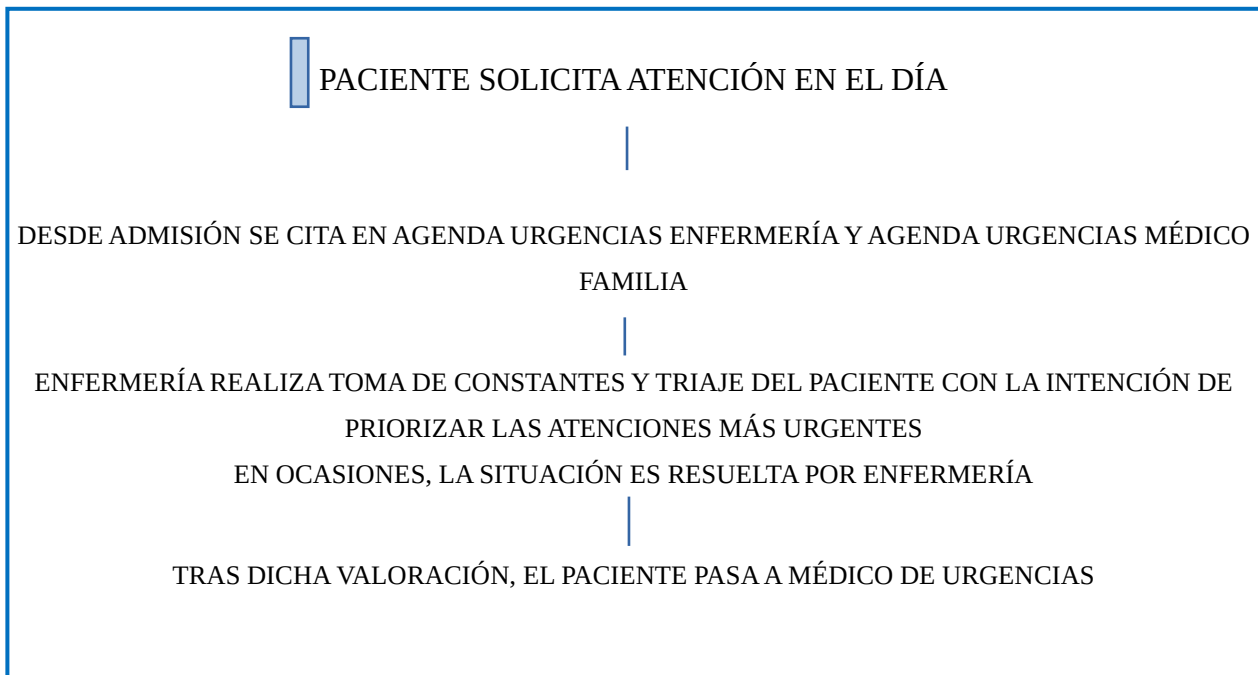 PACIENTE SOLICITA ATENCIÓN EN EL DÍA
DESDE ADMISIÓN SE CITA EN AGENDA URGENCIAS ENFERMERÍA Y AGENDA URGENCIAS MÉDICO
FAMILIA
ENFERMERÍA REALIZA TOMA DE CONSTANTES Y TRIAJE DEL PACIENTE CON LA INTENCIÓN DE
PRIORIZAR LAS ATENCIONES MÁS URGENTES
EN OCASIONES, LA SITUACIÓN ES RESUELTA POR ENFERMERÍA
TRAS DICHA VALORACIÓN, EL PACIENTE PASA A MÉDICO DE URGENCIAS